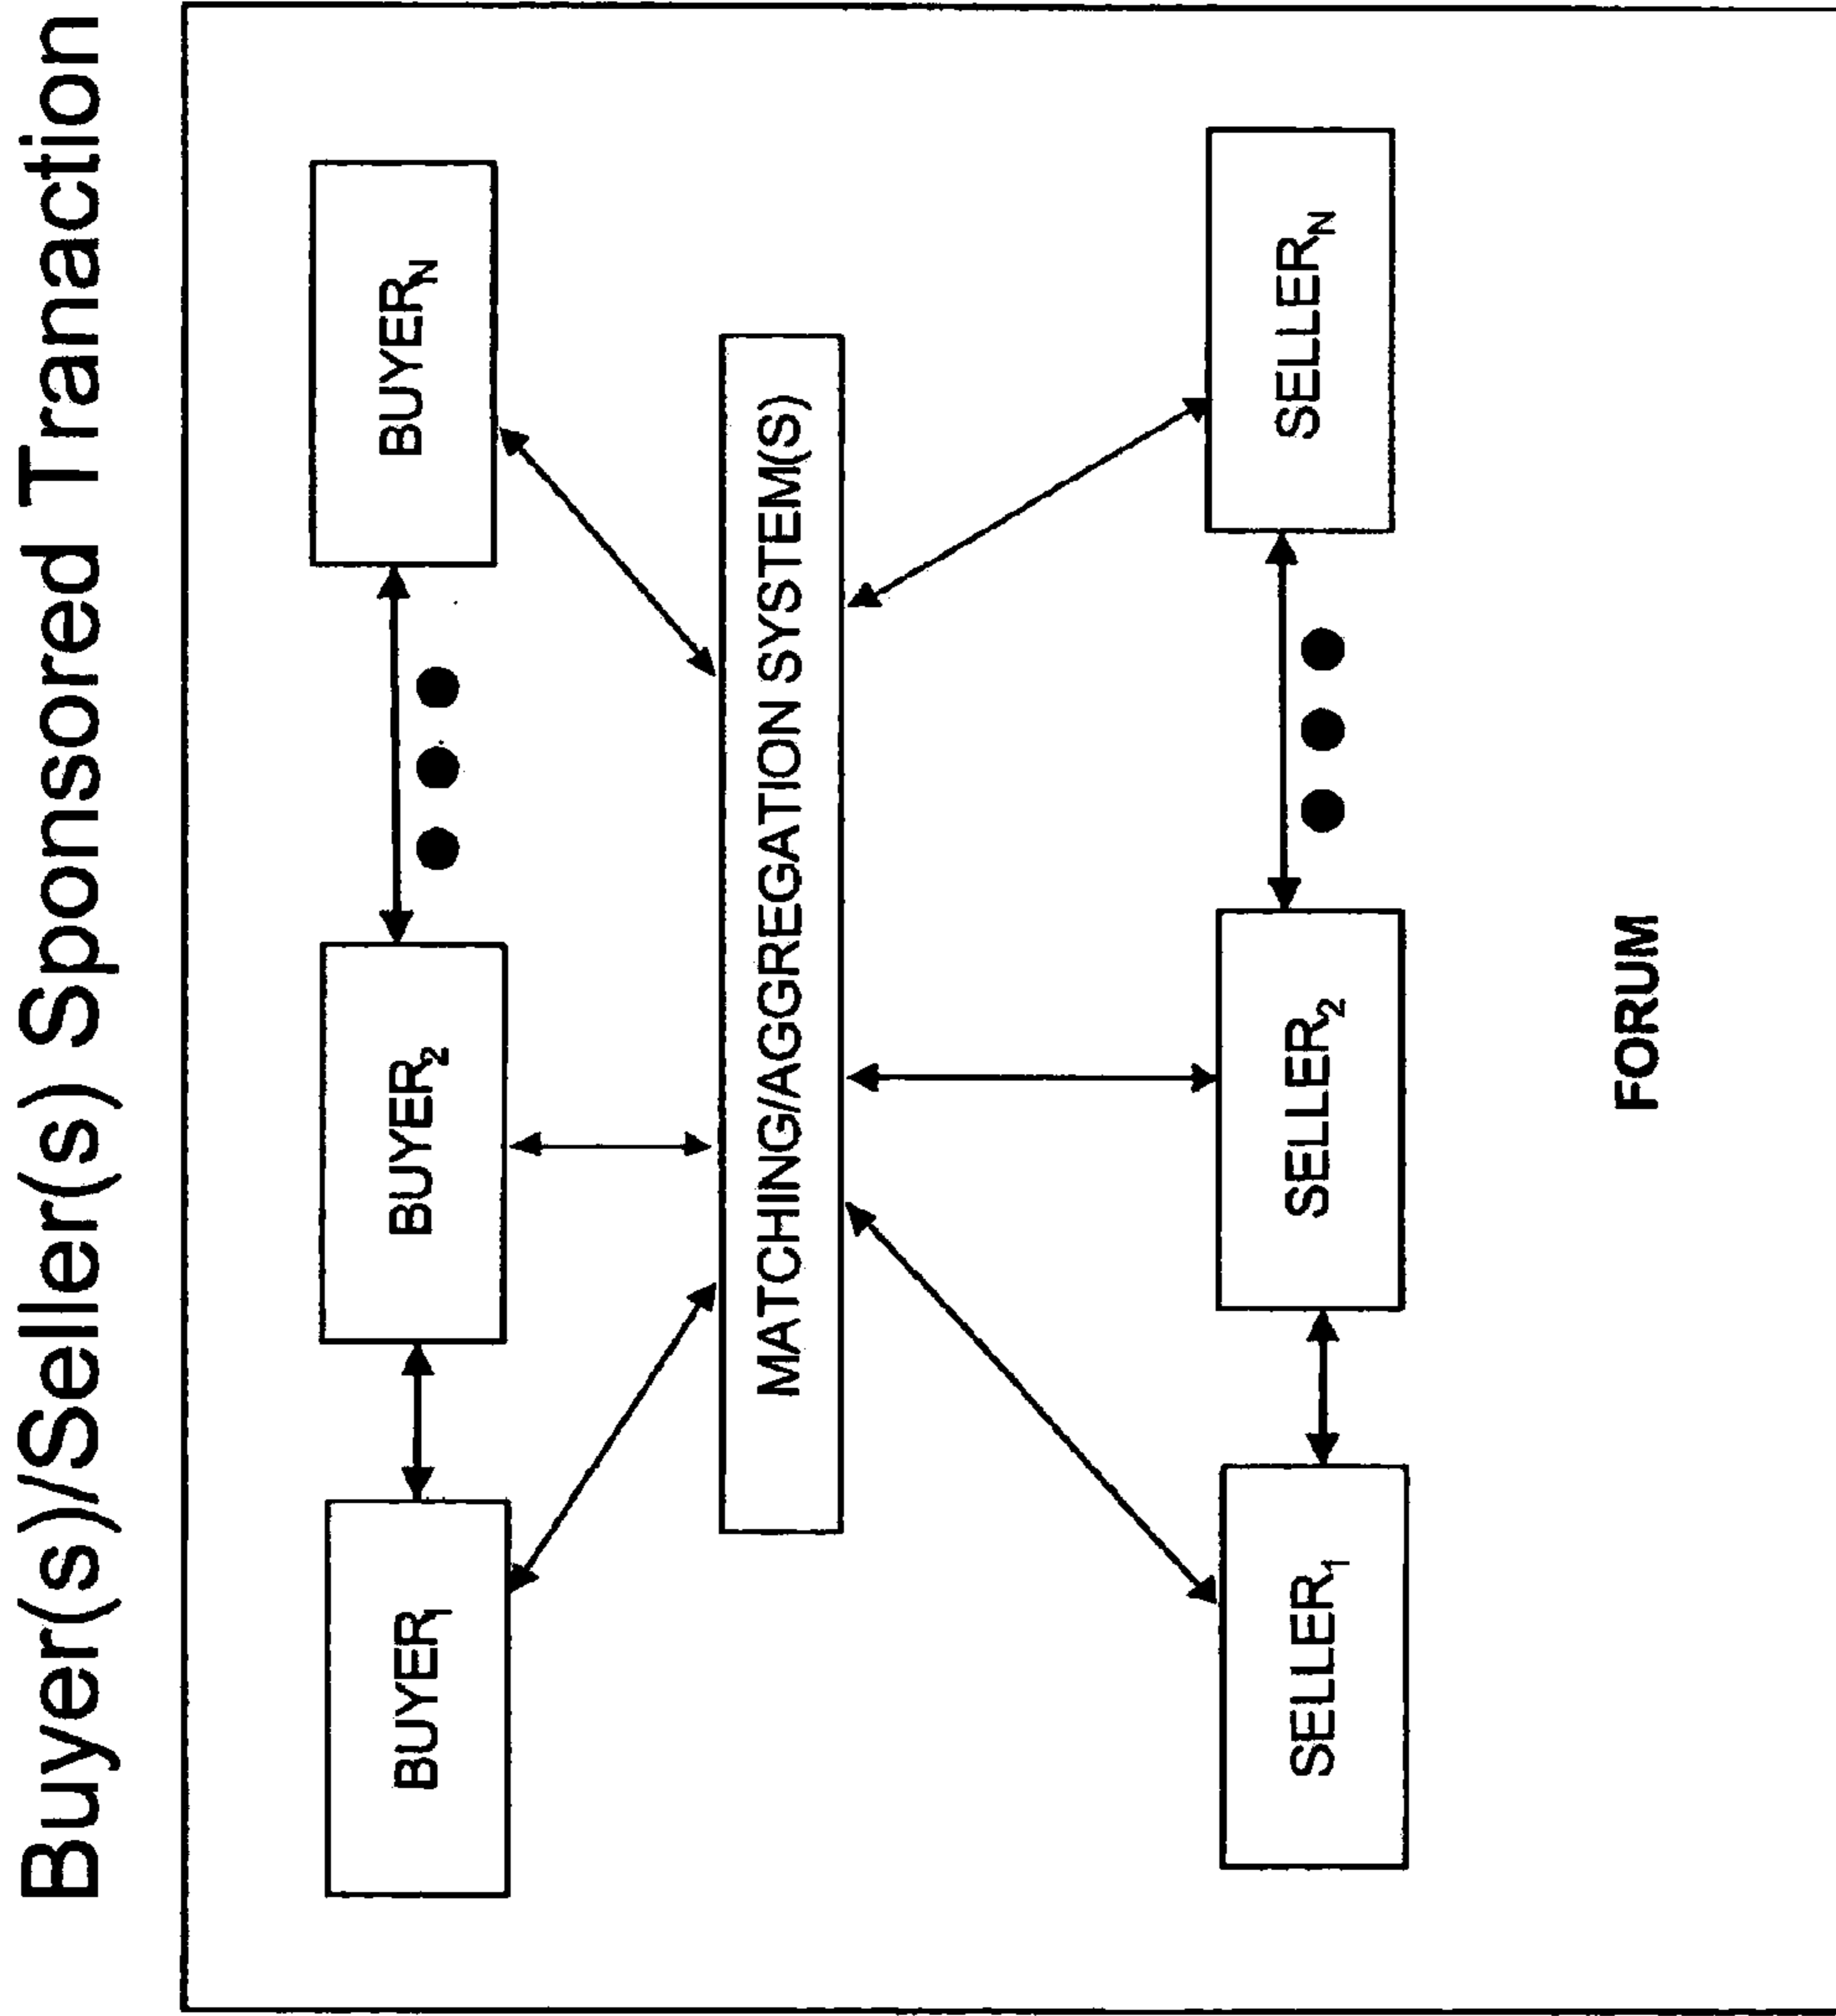 Buyer(s)/Seller(s) Sponsored Tranaction
BUYER1
BUYER2
BUYERN
MATCHING/AGGREGATION SYSTEM(S)
SELLER1
SELLER2
SELLERN
FORUM